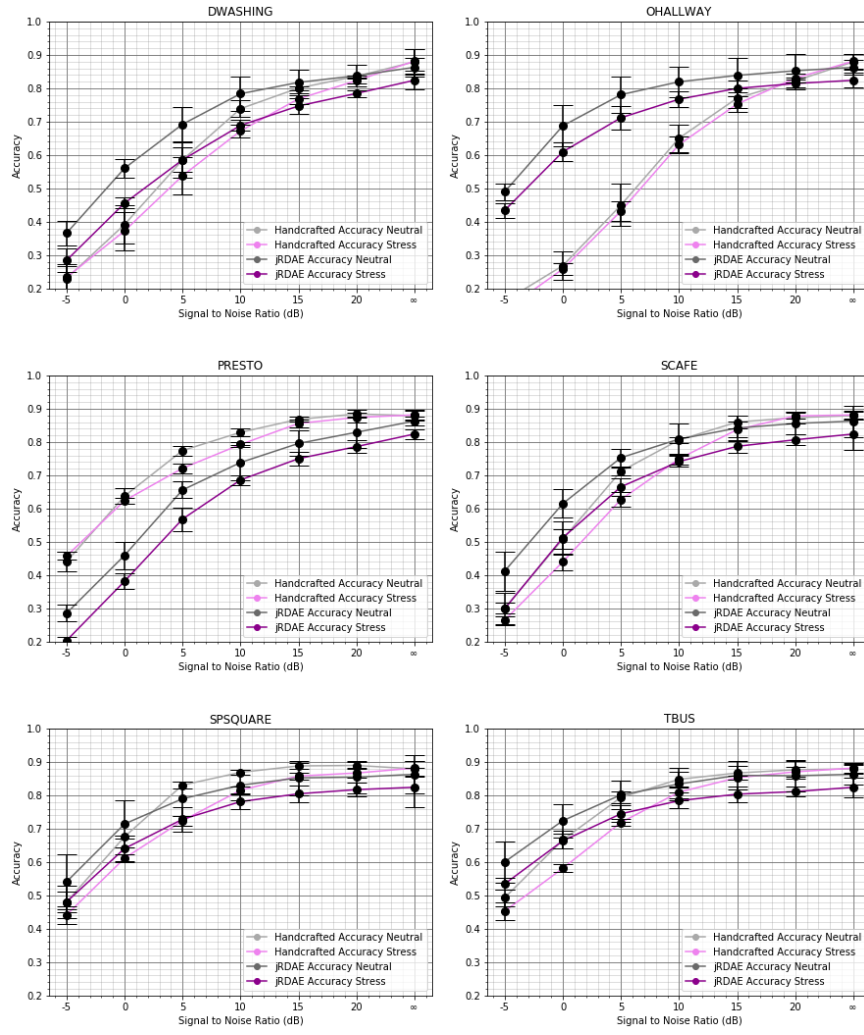 DWASHING
1.0
0.9
0.8
0.7
0.6
0.5
0.4
0.3
0.2
Accuracy
Handcrafted Accuracy Neutral
Handcrafted Accuracy Stress
jRDAE Accuracy Neutral
jRDAE Accuracy Stress
-5 0 5 10 15 20 ∞
Signal to Noise Ratio (dB)
OHALLWAY
1.0
0.9
0.8
0.7
0.6
0.5
0.4
0.3
0.2
Accuracy
Handcrafted Accuracy Neutral
Handcrafted Accuracy Stress
jRDAE Accuracy Neutral
jRDAE Accuracy Stress
-5 0 5 10 15 20 ∞
Signal to Noise Ratio (dB)
PRESTO
1.0
0.9
0.8
0.7
0.6
0.5
0.4
0.3
0.2
Accuracy
Handcrafted Accuracy Neutral
Handcrafted Accuracy Stress
jRDAE Accuracy Neutral
jRDAE Accuracy Stress
-5 0 5 10 15 20 ∞
Signal to Noise Ratio (dB)
SCAFE
1.0
0.9
0.8
0.7
0.6
0.5
0.4
0.3
0.2
Accuracy
Handcrafted Accuracy Neutral
Handcrafted Accuracy Stress
jRDAE Accuracy Neutral
jRDAE Accuracy Stress
-5 0 5 10 15 20 ∞
Signal to Noise Ratio (dB)
SPSQUARE
1.0
0.9
0.8
0.7
0.6
0.5
0.4
0.3
0.2
Accuracy
Handcrafted Accuracy Neutral
Handcrafted Accuracy Stress
jRDAE Accuracy Neutral
jRDAE Accuracy Stress
-5 0 5 10 15 20 ∞
Signal to Noise Ratio (dB)
TBUS
1.0
0.9
0.8
0.7
0.6
0.5
0.4
0.3
0.2
Accuracy
Handcrafted Accuracy Neutral
Handcrafted Accuracy Stress
jRDAE Accuracy Neutral
jRDAE Accuracy Stress
-5 0 5 10 15 20 ∞
Signal to Noise Ratio (dB)